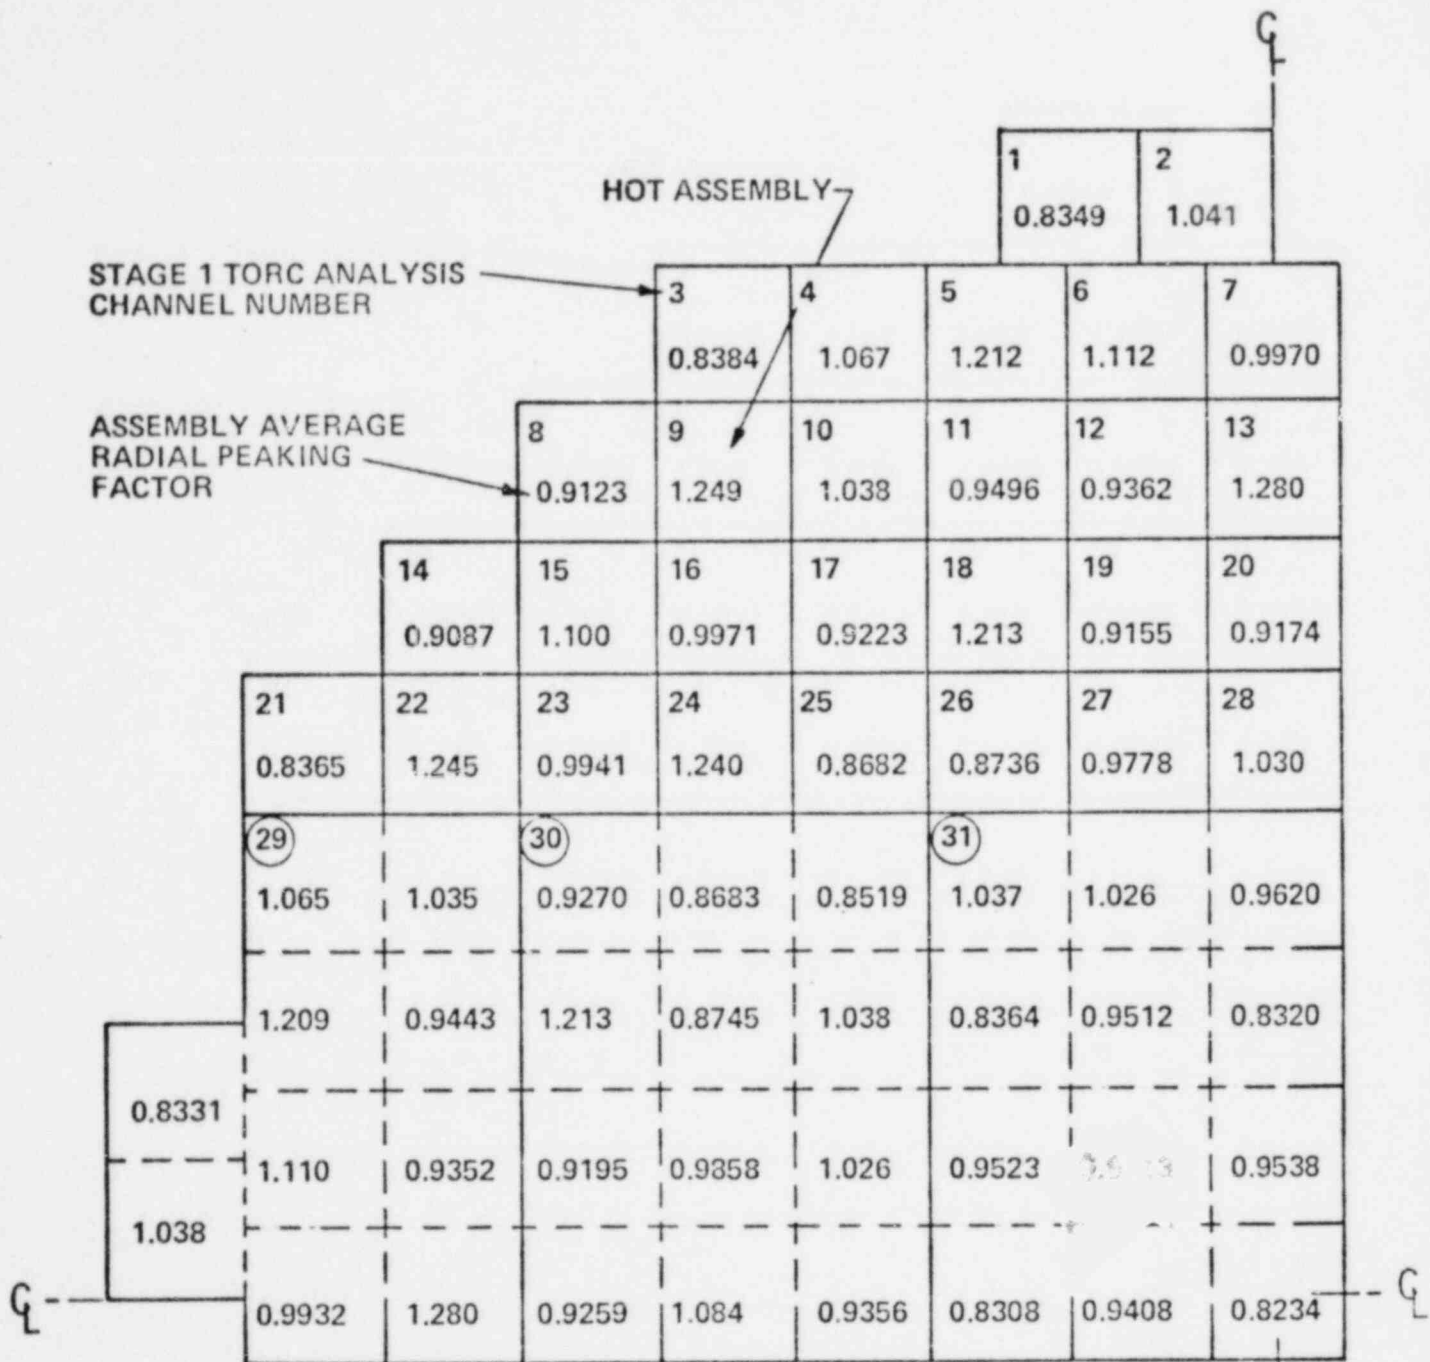 C L
1 2
HOT ASSEMBLY
0.8349 1.041
STAGE 1 TORC ANALYSIS
CHANNEL NUMBER
3 4 5 6 7
0.8384 1.067 1.212 1.112 0.9970
ASSEMBLY AVERAGE
RADIAL PEAKING
FACTOR
8 9 10 11 12 13
0.9123 1.249 1.038 0.9496 0.9362 1.280
14 15 16 17 18 19 20
0.9087 1.100 0.9971 0.9223 1.213 0.9155 0.9174
21 22 23 24 25 26 27 28
0.8365 1.245 0.9941 1.240 0.8682 0.8736 0.9778 1.030
29 30 31
1.065 1.035 0.9270 0.8683 0.8519 1.037 1.026 0.9620
1.209 0.9443 1.213 0.8745 1.038 0.8364 0.9512 0.8320
0.8331
1.110 0.9352 0.9195 0.9858 1.026 0.9523 0.9538
1.038
C L C L
0.9932 1.280 0.9259 1.084 0.9356 0.8308 0.9408 0.8234